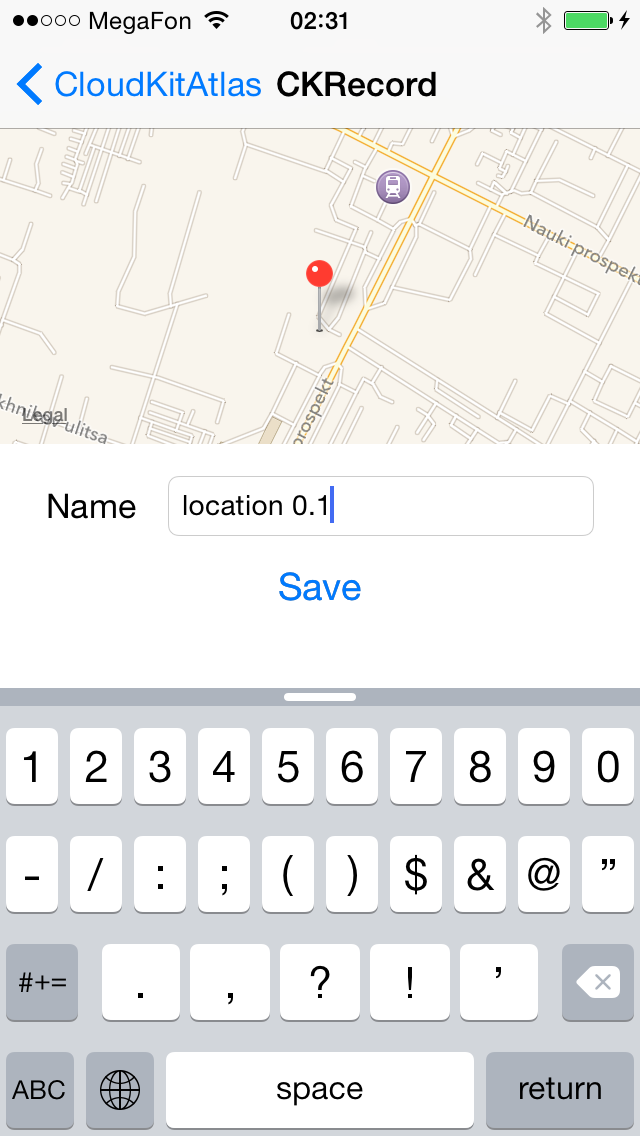 MegaFon 02:31
CloudKitAtlas CKRecord
Nauki prospekt
Legal
ulitsa
prospekt
Name location 0.1
Save
1 2 3 4 5 6 7 8 9 0
- / : ; ( ) $ & @ "
#+= . , ? ! '
ABC space return